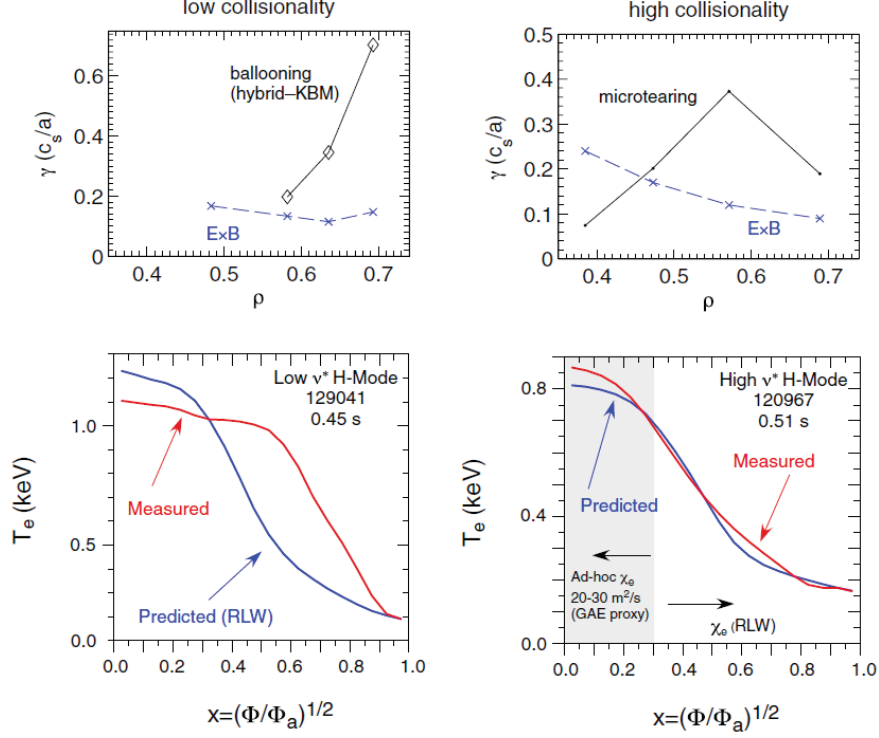 low collisionality
high collisionality
γ (c_s/a)
0.6
0.4
0.2
0
ballooning
(hybrid–KBM)
E×B
0.4
0.5
0.6
0.7
ρ
γ (c_s/a)
0.5
0.4
0.3
0.2
0.1
0
microtearing
E×B
0.4
0.5
0.6
0.7
ρ
T_e (keV)
1.0
0.5
0.0
Low ν* H-Mode
129041
0.45 s
Measured
Predicted (RLW)
0.0
0.2
0.4
0.6
0.8
1.0
x=(Φ/Φ_a)^1/2
T_e (keV)
0.8
0.4
0.0
High ν* H-Mode
120967
0.51 s
Measured
Predicted
Ad-hoc χ_e
20-30 m²/s
(GAE proxy)
χ_e (RLW)
0.0
0.2
0.4
0.6
0.8
1.0
x=(Φ/Φ_a)^1/2